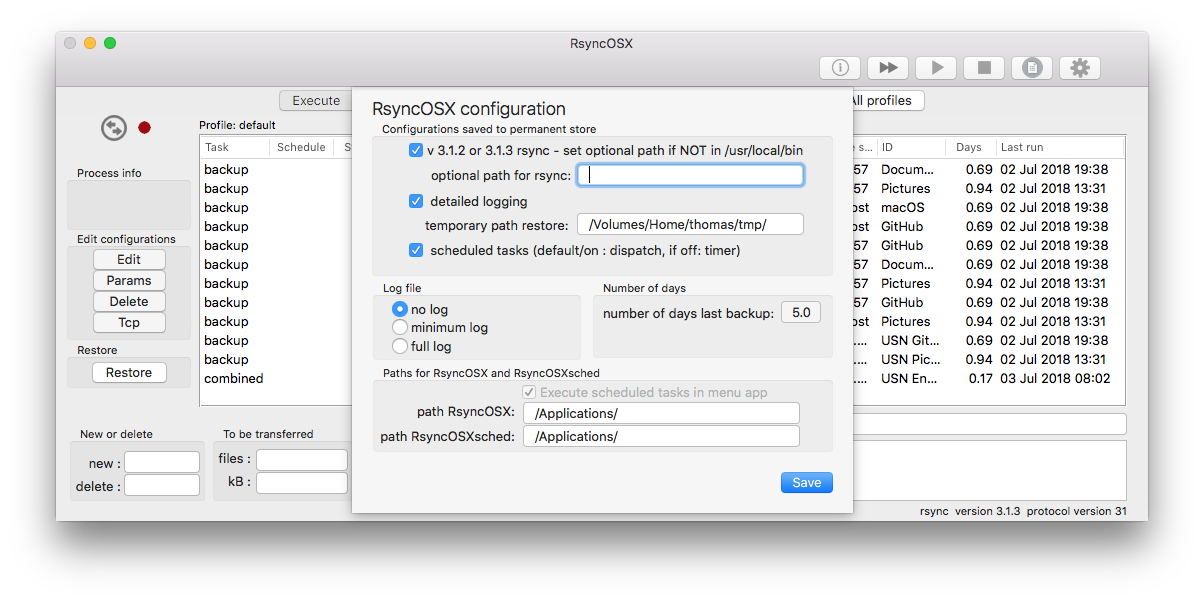 RsyncOSX
Execute
All profiles
Profile: default
Task Schedule S
s... ID Days Last run
backup
57 Docum... 0.69 02 Jul 2018 19:38
backup
57 Pictures 0.94 02 Jul 2018 13:31
backup
ost macOS 0.69 02 Jul 2018 19:38
backup
ost GitHub 0.69 02 Jul 2018 19:38
backup
57 GitHub 0.69 02 Jul 2018 19:38
backup
57 Docum... 0.69 02 Jul 2018 19:38
backup
57 Pictures 0.94 02 Jul 2018 13:31
backup
57 GitHub 0.69 02 Jul 2018 19:38
backup
ost Pictures 0.94 02 Jul 2018 13:31
backup
.... USN Git... 0.69 02 Jul 2018 19:38
backup
.... USN Pic... 0.94 02 Jul 2018 13:31
combined
.... USN En... 0.17 03 Jul 2018 08:02
Process info
Edit configurations
Edit
Params
Delete
Tcp
Restore
Restore
New or delete
new :
delete :
To be transferred
files :
kB :
RsyncOSX configuration
Configurations saved to permanent store
v 3.1.2 or 3.1.3 rsync - set optional path if NOT in /usr/local/bin
optional path for rsync:
detailed logging
temporary path restore: /Volumes/Home/thomas/tmp/
scheduled tasks (default/on : dispatch, if off: timer)
Log file
no log
minimum log
full log
Number of days
number of days last backup: 5.0
Paths for RsyncOSX and RsyncOSXsched
Execute scheduled tasks in menu app
path RsyncOSX: /Applications/
path RsyncOSXsched: /Applications/
Save
rsync version 3.1.3 protocol version 31